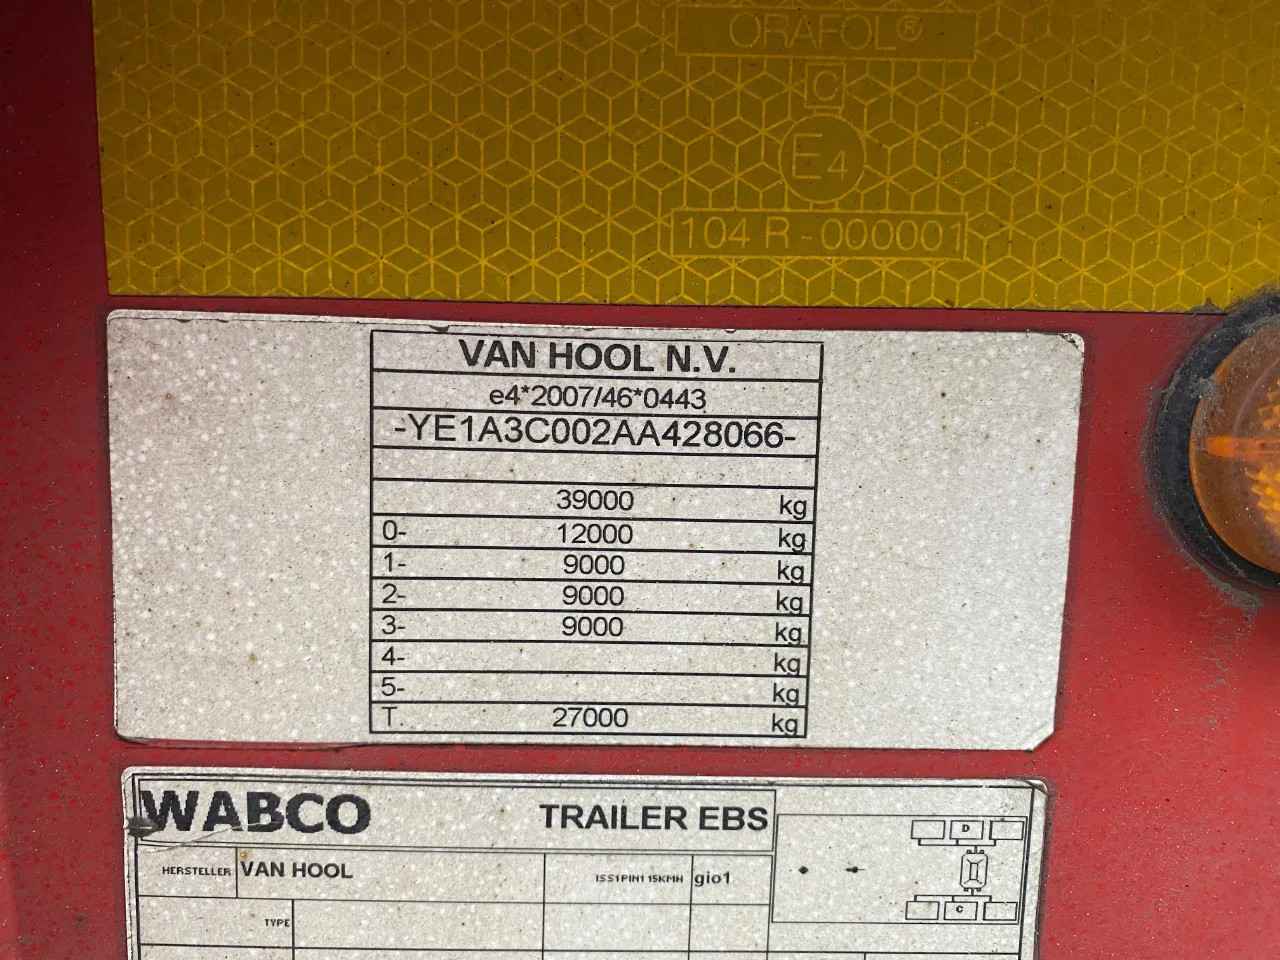 ORAFOL®
C
E4
104 R - 000001
VAN HOOL N.V.
e4*2007/46*0443
-YE1A3C002AA428066-
39000 kg
0- 12000 kg
1- 9000 kg
2- 9000 kg
3- 9000 kg
4- kg
5- kg
T. 27000 kg
WABCO TRAILER EBS
D
HERSTELLER VAN HOOL gio1
C
TYPE